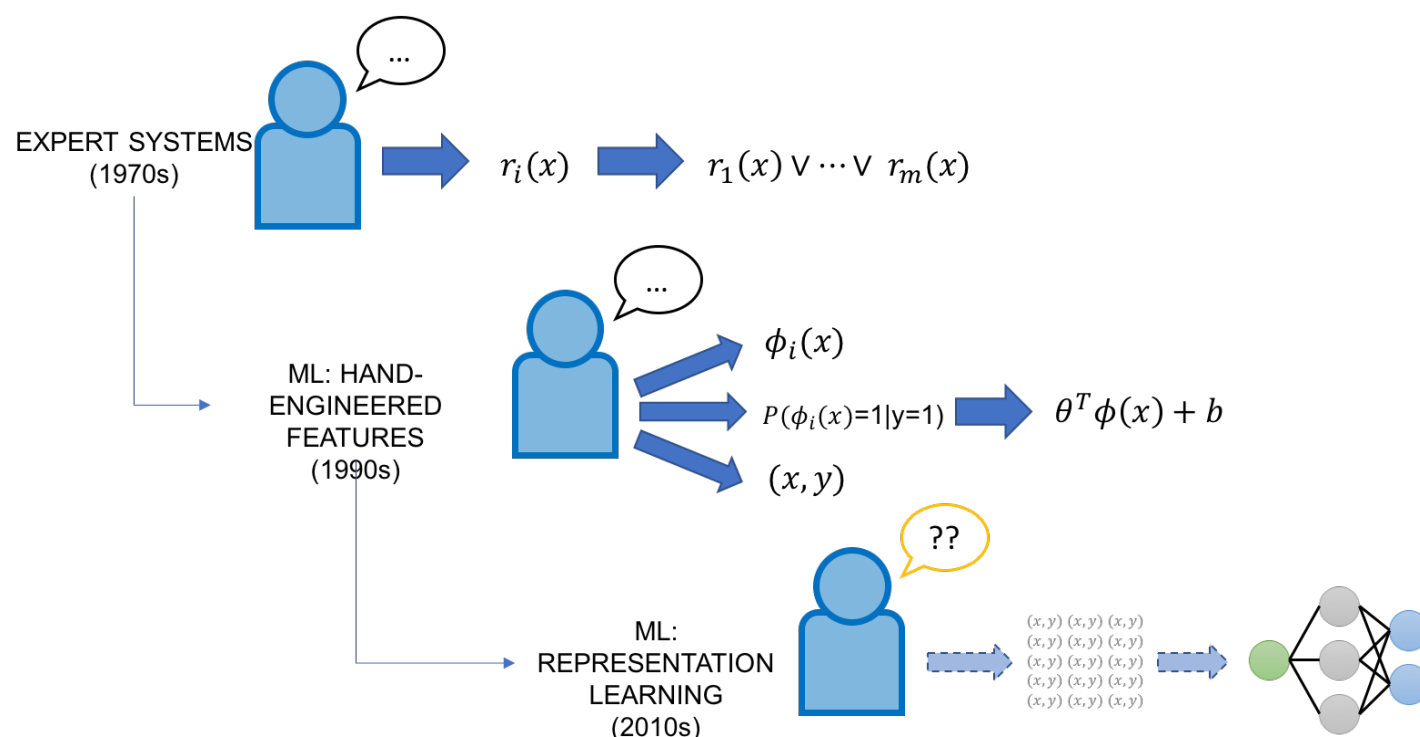 ...
EXPERT SYSTEMS
(1970s)
r_i(x)
r_1(x) ∨ ⋯ ∨ r_m(x)
...
ML: HAND-
ENGINEERED
FEATURES
(1990s)
ϕ_i(x)
P(ϕ_i(x)=1|y=1)
(x, y)
θ^T ϕ(x) + b
??
ML:
REPRESENTATION
LEARNING
(2010s)
(x, y) (x, y) (x, y)
(x, y) (x, y) (x, y)
(x, y) (x, y) (x, y)
(x, y) (x, y) (x, y)
(x, y) (x, y) (x, y)